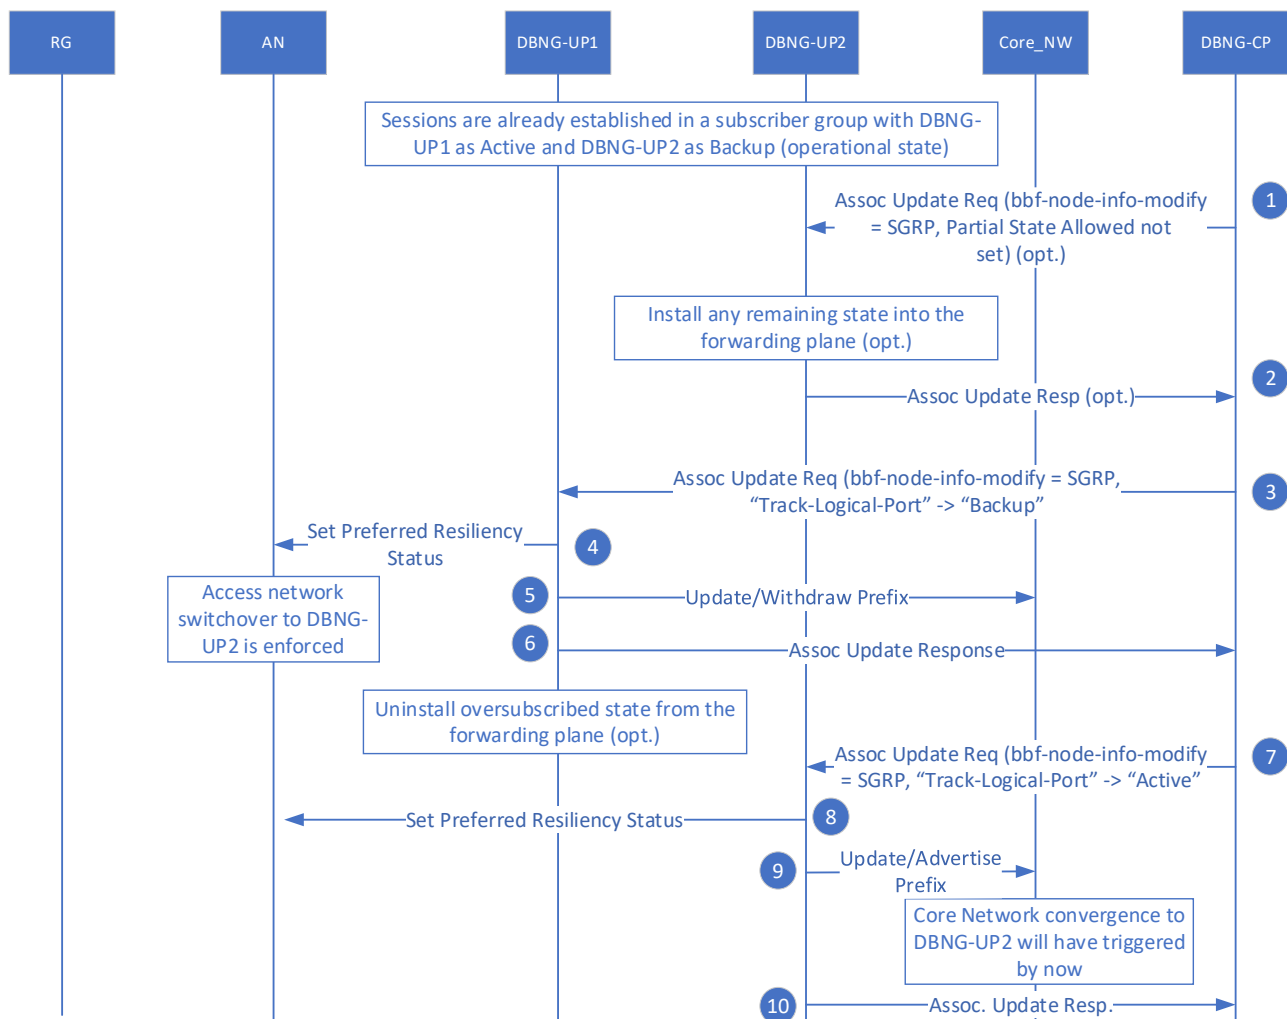 RG
AN
DBNG-UP1
DBNG-UP2
Core_NW
DBNG-CP
Sessions are already established in a subscriber group with DBNG-
UP1 as Active and DBNG-UP2 as Backup (operational state)
1
Assoc Update Req (bbf-node-info-modify
= SGRP, Partial State Allowed not
set) (opt.)
Install any remaining state into the
forwarding plane (opt.)
2
Assoc Update Resp (opt.)
Assoc Update Req (bbf-node-info-modify = SGRP,
“Track-Logical-Port” -> “Backup”
3
Set Preferred Resiliency
Status
4
Access network
switchover to DBNG-
UP2 is enforced
5
Update/Withdraw Prefix
6
Assoc Update Response
Uninstall oversubscribed state from the
forwarding plane (opt.)
Assoc Update Req (bbf-node-info-modify
= SGRP, “Track-Logical-Port” -> “Active”
7
Set Preferred Resiliency Status
8
9
Update/Advertise
Prefix
Core Network convergence to
DBNG-UP2 will have triggered
by now
10
Assoc. Update Resp.